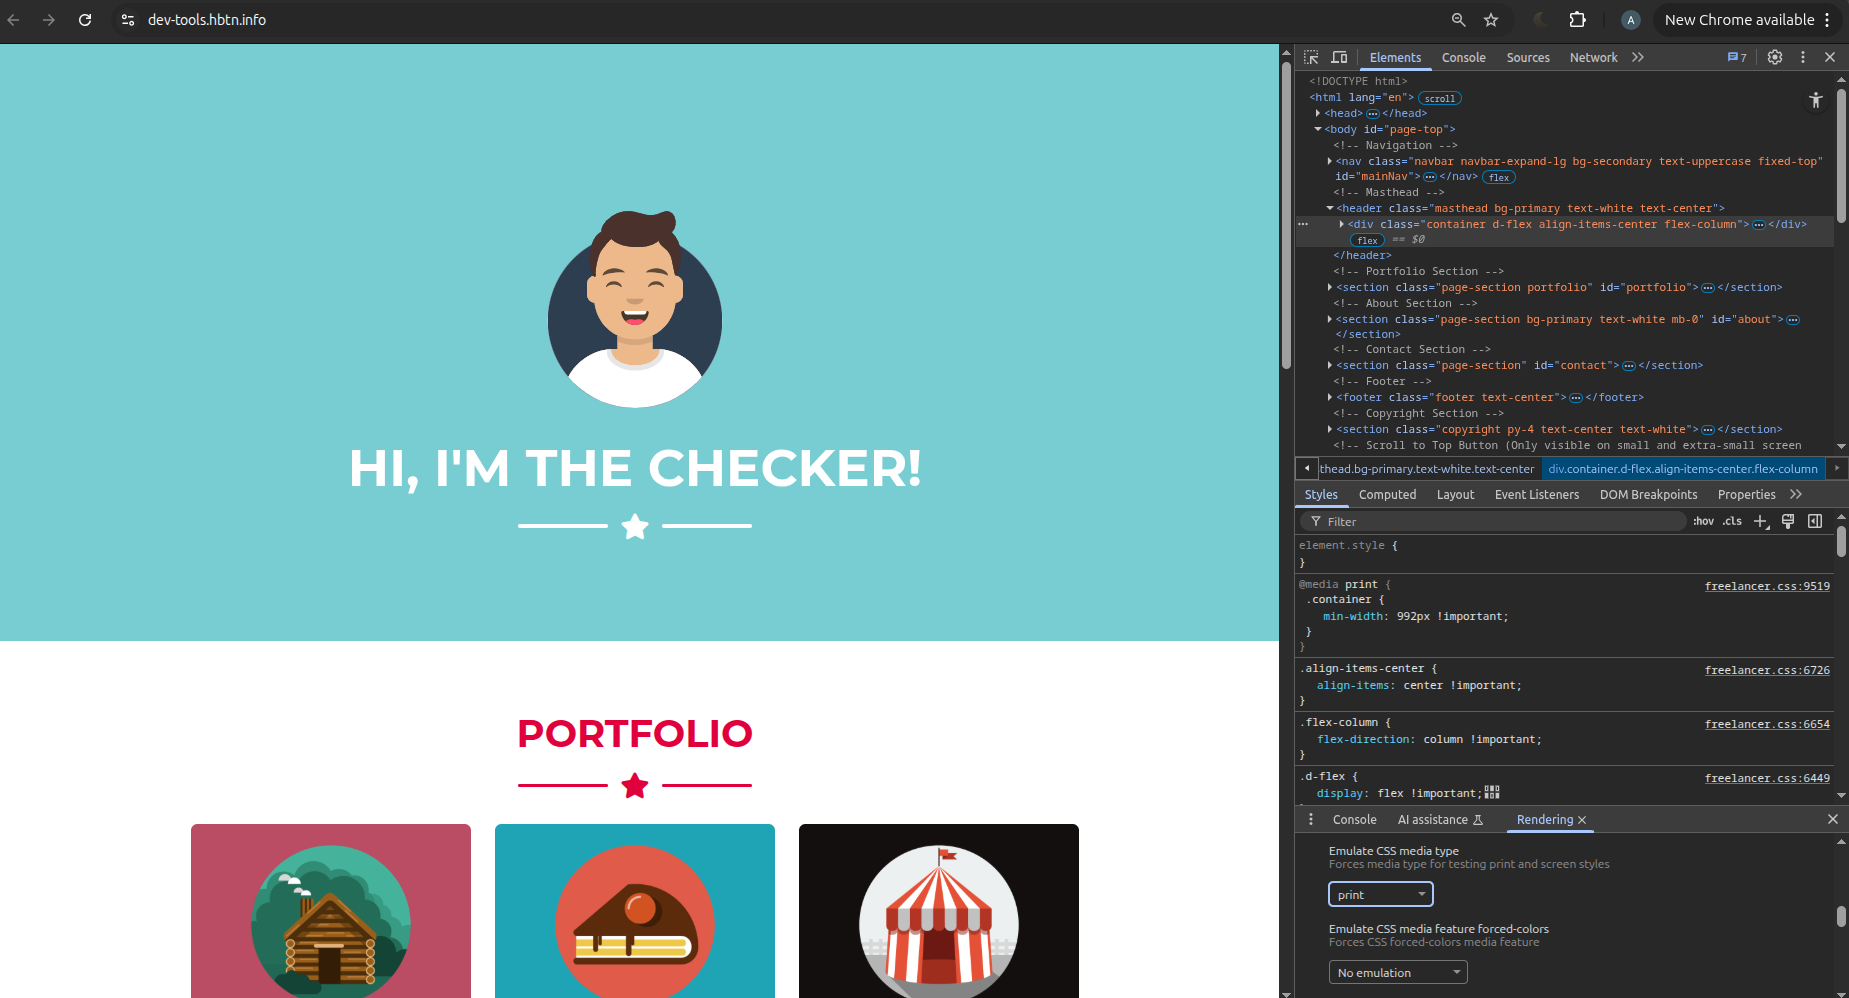 dev-tools.hbtn.info
A
New Chrome available
HI, I'M THE CHECKER!
PORTFOLIO
Elements
Console
Sources
Network
7
<!DOCTYPE html>
<html lang="en"> scroll
<head> ... </head>
<body id="page-top">
<!-- Navigation -->
<nav class="navbar navbar-expand-lg bg-secondary text-uppercase fixed-top"
id="mainNav"> ... </nav> flex
<!-- Masthead -->
<header class="masthead bg-primary text-white text-center">
... <div class="container d-flex align-items-center flex-column"> ... </div>
flex == $0
</header>
<!-- Portfolio Section -->
<section class="page-section portfolio" id="portfolio"> ... </section>
<!-- About Section -->
<section class="page-section bg-primary text-white mb-0" id="about"> ...
</section>
<!-- Contact Section -->
<section class="page-section" id="contact"> ... </section>
<!-- Footer -->
<footer class="footer text-center"> ... </footer>
<!-- Copyright Section -->
<section class="copyright py-4 text-center text-white"> ... </section>
<!-- Scroll to Top Button (Only visible on small and extra-small screen
thead.bg-primary.text-white.text-center
div.container.d-flex.align-items-center.flex-column
Styles
Computed
Layout
Event Listeners
DOM Breakpoints
Properties
Filter
:hov
.cls
element.style {
}
@media print {
freelancer.css:9519
.container {
min-width: 992px !important;
}
}
.align-items-center {
freelancer.css:6726
align-items: center !important;
}
.flex-column {
freelancer.css:6654
flex-direction: column !important;
}
.d-flex {
freelancer.css:6449
display: flex !important;
Console
AI assistance
Rendering
Emulate CSS media type
Forces media type for testing print and screen styles
print
Emulate CSS media feature forced-colors
Forces CSS forced-colors media feature
No emulation